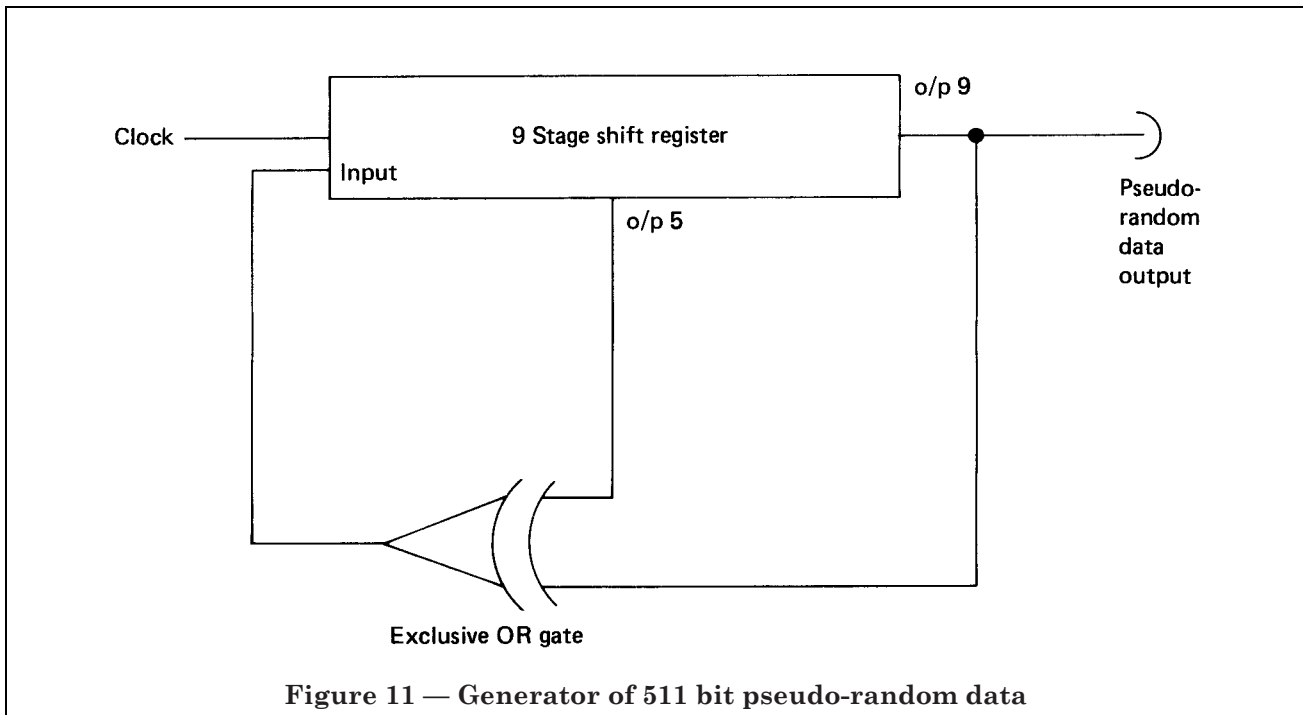 o/p 9
Clock
9 Stage shift register
Input
o/p 5
Pseudo-
random
data
output
Exclusive OR gate
Figure 11 — Generator of 511 bit pseudo-random data